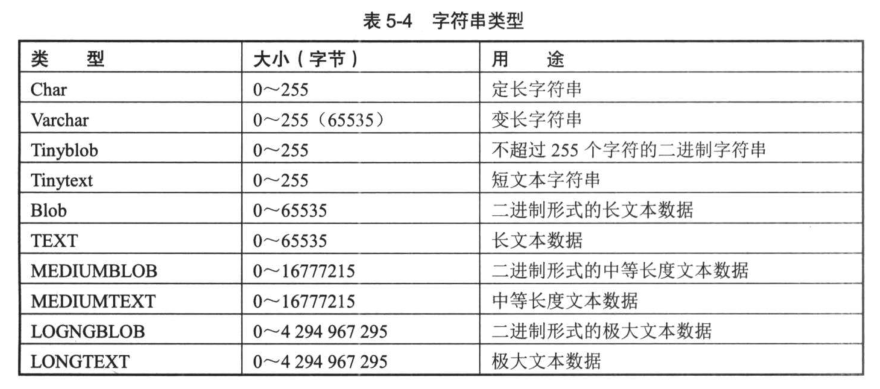 表 5-4 字符串类型
类 型 大小（字节） 用 途
Char 0～255 定长字符串
Varchar 0～255（65535） 变长字符串
Tinyblob 0～255 不超过 255 个字符的二进制字符串
Tinytext 0～255 短文本字符串
Blob 0～65535 二进制形式的长文本数据
TEXT 0～65535 长文本数据
MEDIUMBLOB 0～16777215 二进制形式的中等长度文本数据
MEDIUMTEXT 0～16777215 中等长度文本数据
LOGNGBLOB 0～4 294 967 295 二进制形式的极大文本数据
LONGTEXT 0～4 294 967 295 极大文本数据